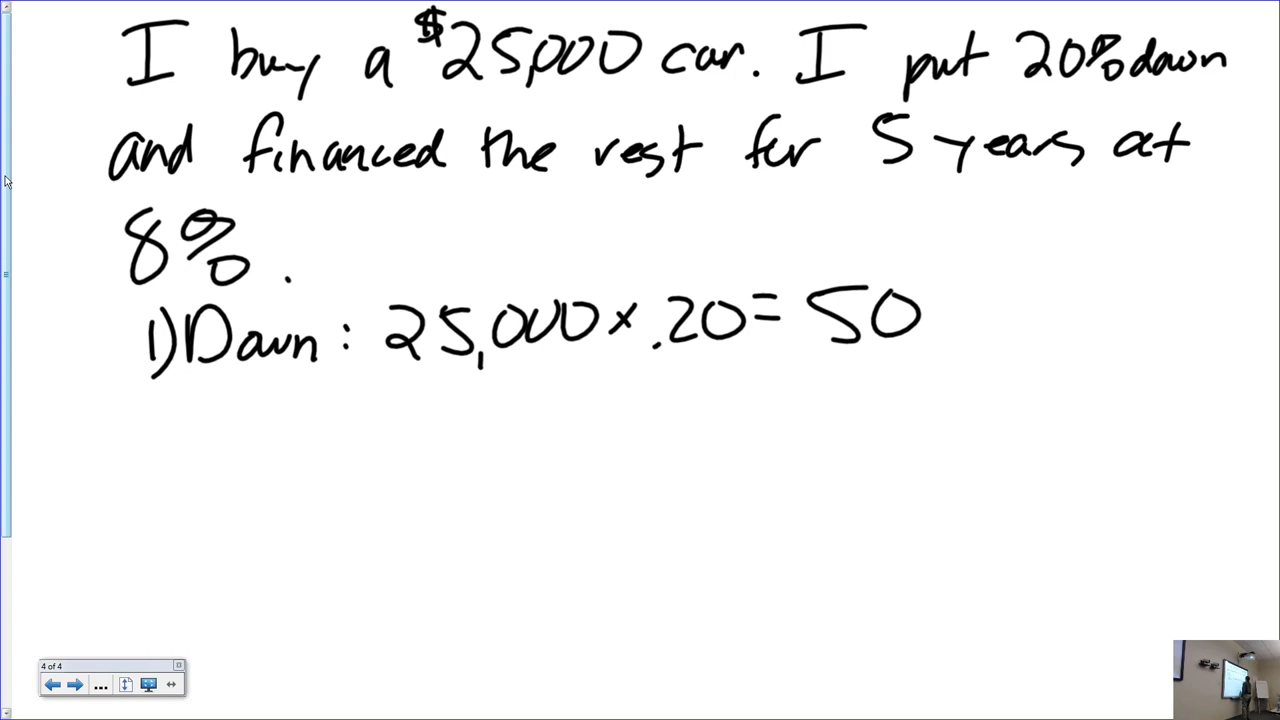 I buy a $25,000 car. I put 20% down
and financed the rest for 5 years at
8%.
1) Down: 25,000 × .20 = 50
4 of 4